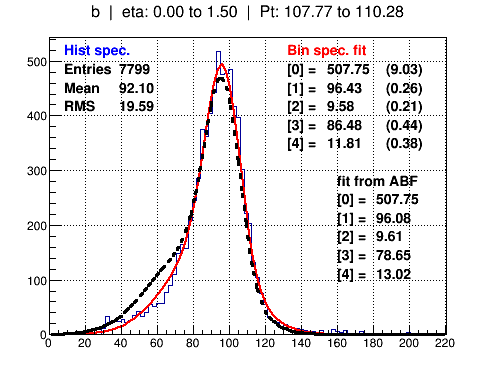 b | eta: 0.00 to 1.50 | Pt: 107.77 to 110.28
Hist spec.
Entries 7799
Mean 92.10
RMS 19.59
Bin spec. fit
[0] = 507.75 (9.03)
[1] = 96.43 (0.26)
[2] = 9.58 (0.21)
[3] = 86.48 (0.44)
[4] = 11.81 (0.38)
fit from ABF
[0] = 507.75
[1] = 96.08
[2] = 9.61
[3] = 78.65
[4] = 13.02
500
400
300
200
100
0
0 20 40 60 80 100 120 140 160 180 200 220